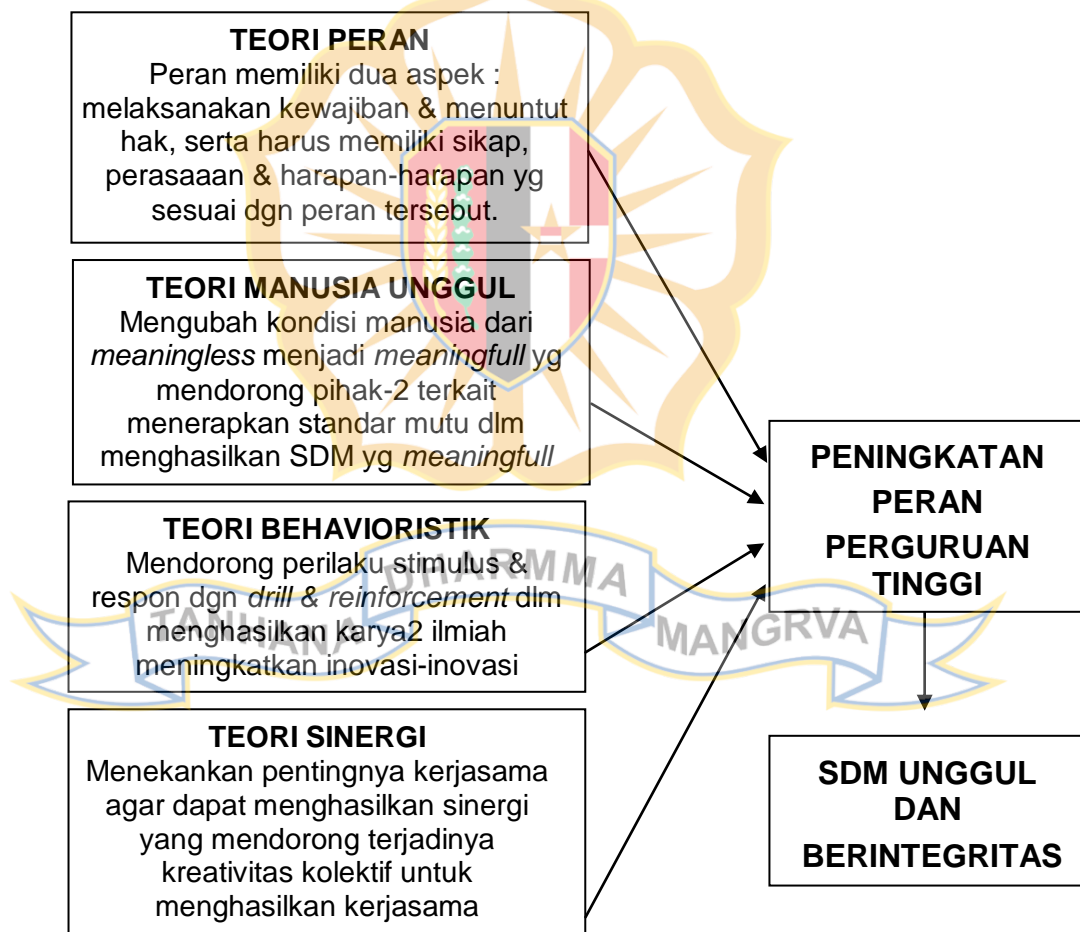 TEORI PERAN
Peran memiliki dua aspek :
melaksanakan kewajiban & menuntut
hak, serta harus memiliki sikap,
perasaaan & harapan-harapan yg
sesuai dgn peran tersebut.
TEORI MANUSIA UNGGUL
Mengubah kondisi manusia dari
meaningless menjadi meaningfull yg
mendorong pihak-2 terkait
menerapkan standar mutu dlm
menghasilkan SDM yg meaningfull
TEORI BEHAVIORISTIK
Mendorong perilaku stimulus &
respon dgn drill & reinforcement dlm
menghasilkan karya2 ilmiah
meningkatkan inovasi-inovasi
TEORI SINERGI
Menekankan pentingnya kerjasama
agar dapat menghasilkan sinergi
yang mendorong terjadinya
kreativitas kolektif untuk
menghasilkan kerjasama
PENINGKATAN
PERAN
PERGURUAN
TINGGI
SDM UNGGUL
DAN
BERINTEGRITAS
TANHANA DHARMMA MANGRVA